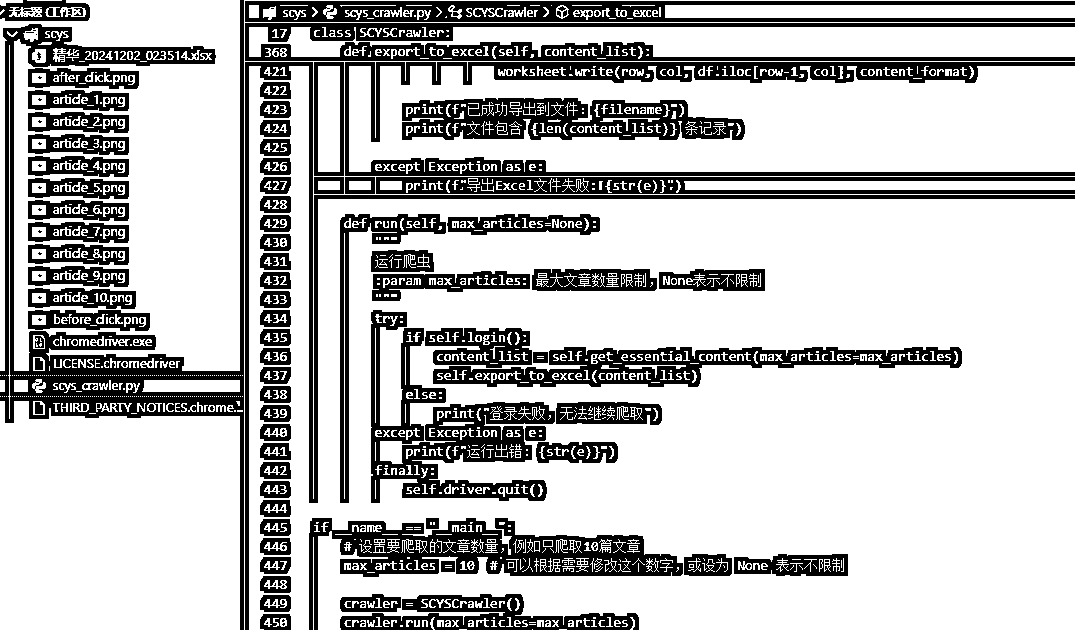 无标题 (工作区)
scys
精华_20241202_023514.xlsx
after_click.png
article_1.png
article_2.png
article_3.png
article_4.png
article_5.png
article_6.png
article_7.png
article_8.png
article_9.png
article_10.png
before_click.png
chromedriver.exe
LICENSE.chromedriver
scys_crawler.py
THIRD_PARTY_NOTICES.chrome...
scys > scys_crawler.py > SCYSCrawler > export_to_excel
17 class SCYSCrawler:
368 def export_to_excel(self, content_list):
421 worksheet.write(row, col, df.iloc[row-1, col], content_format)
422
423 print(f"已成功导出到文件: {filename}")
424 print(f"文件包含 {len(content_list)} 条记录")
425
426 except Exception as e:
427 print(f"导出Excel文件失败: {str(e)}")
428
429 def run(self, max_articles=None):
430 """
431 运行爬虫
432 :param max_articles: 最大文章数量限制，None表示不限制
433 """
434 try:
435 if self.login():
436 content_list = self.get_essential_content(max_articles=max_articles)
437 self.export_to_excel(content_list)
438 else:
439 print("登录失败，无法继续爬取")
440 except Exception as e:
441 print(f"运行出错: {str(e)}")
442 finally:
443 self.driver.quit()
444
445 if __name__ == "__main__":
446 # 设置要爬取的文章数量，例如只爬取10篇文章
447 max_articles = 10 # 可以根据需要修改这个数字，或设为 None 表示不限制
448
449 crawler = SCYSCrawler()
450 crawler.run(max_articles=max_articles)